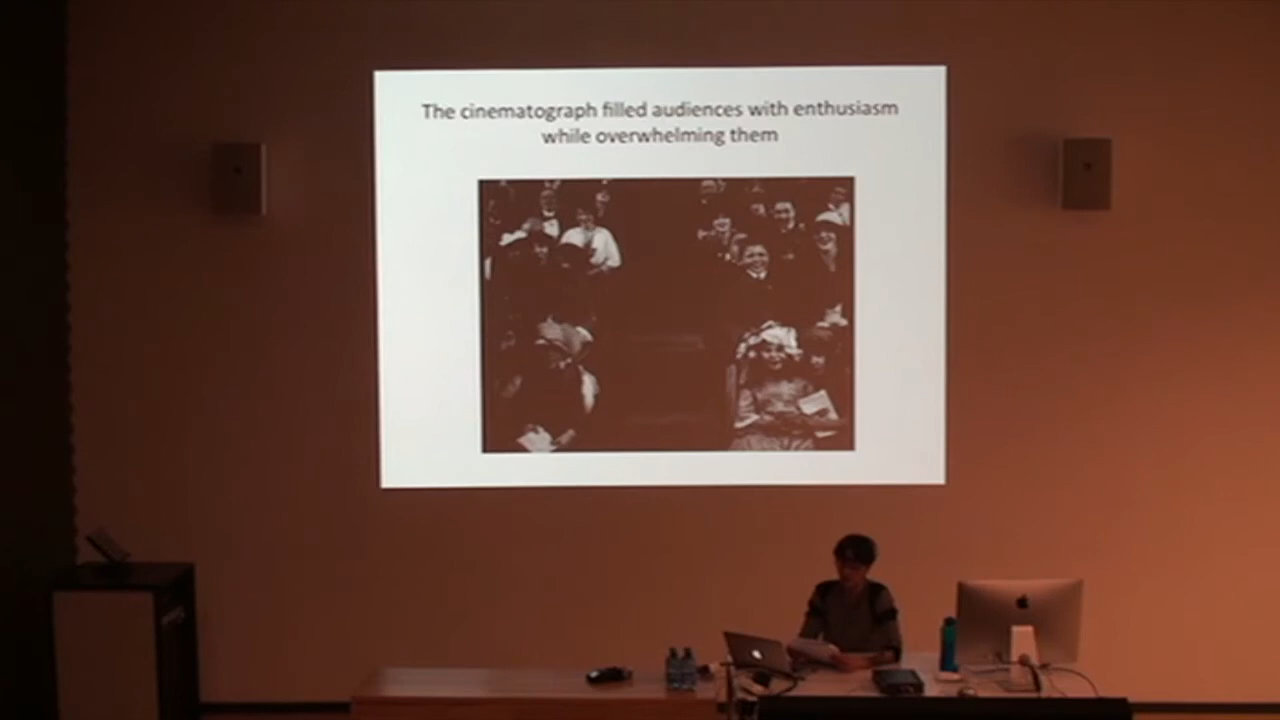 The cinematograph filled audiences with enthusiasm
while overwhelming them